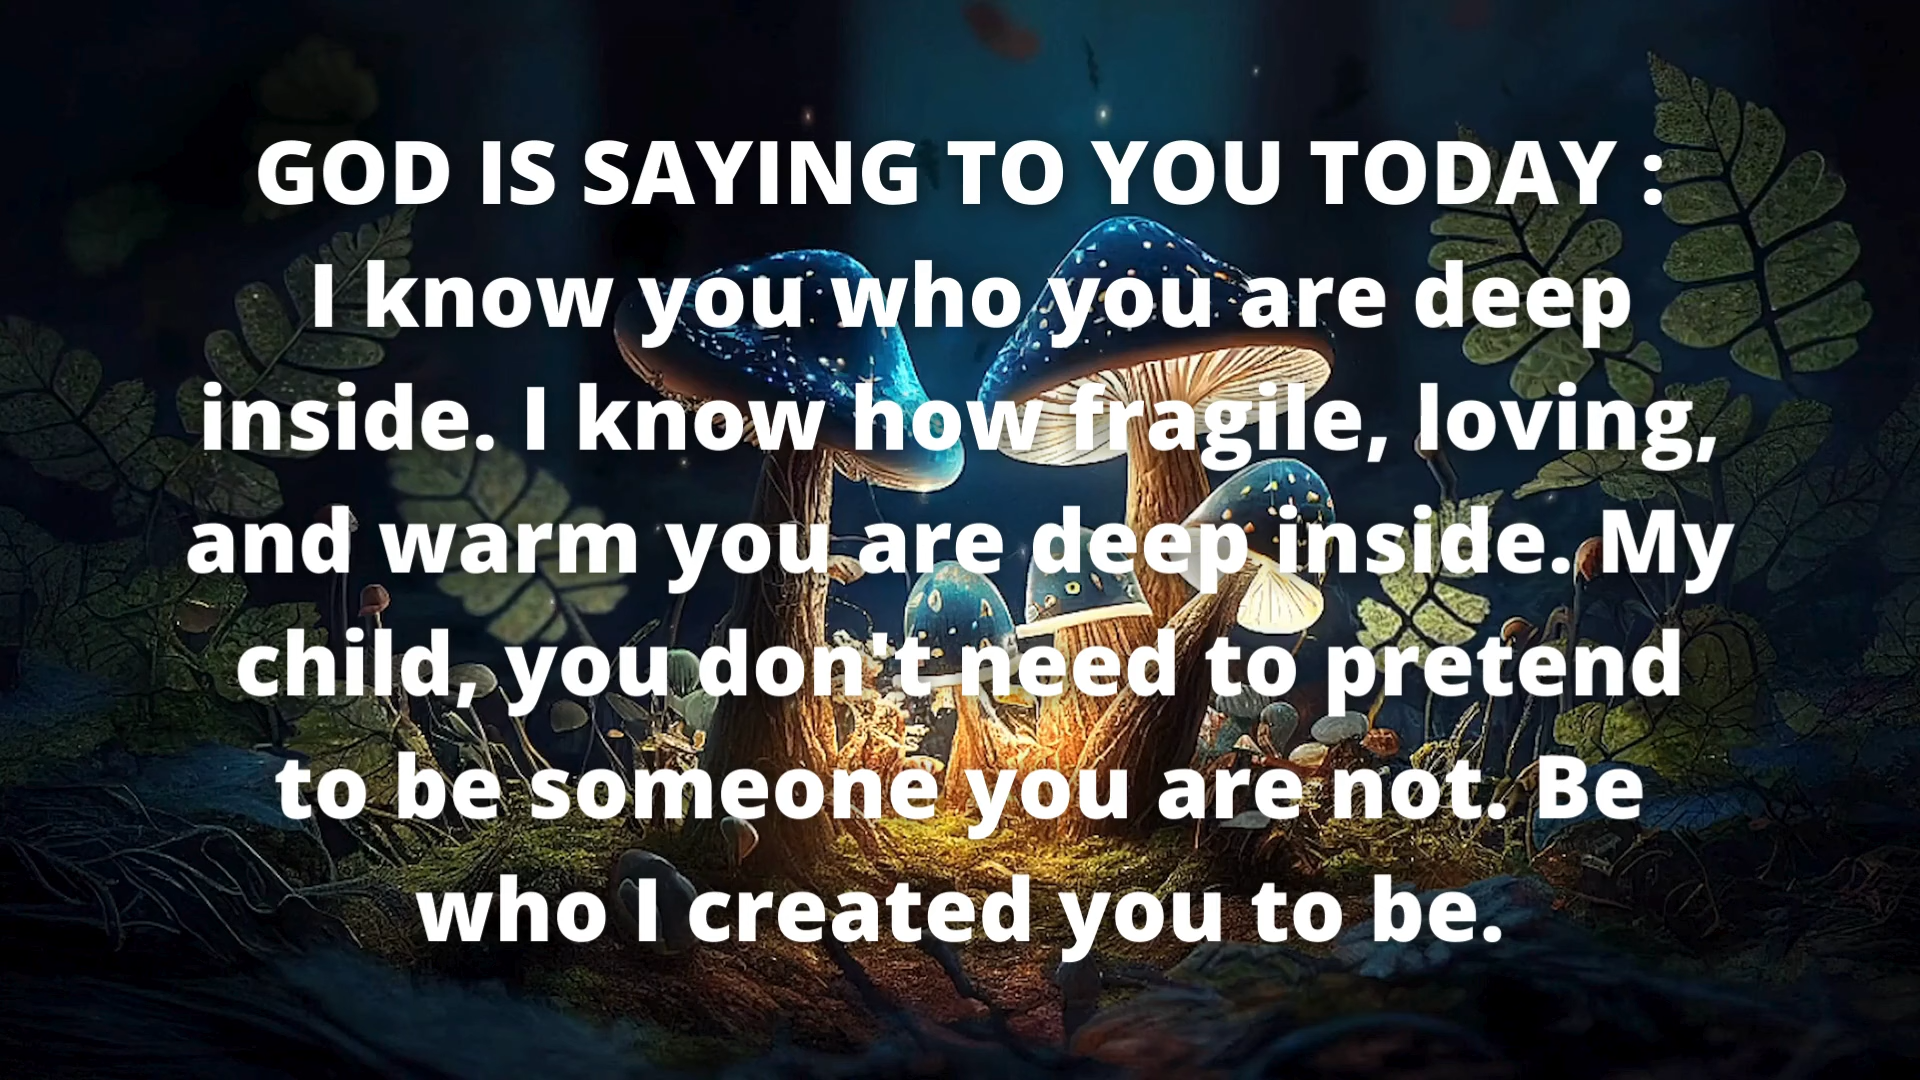 GOD IS SAYING TO YOU TODAY :
I know you who you are deep
inside. I know how fragile, loving,
and warm you are deep inside. My
child, you don't need to pretend
to be someone you are not. Be
who I created you to be.